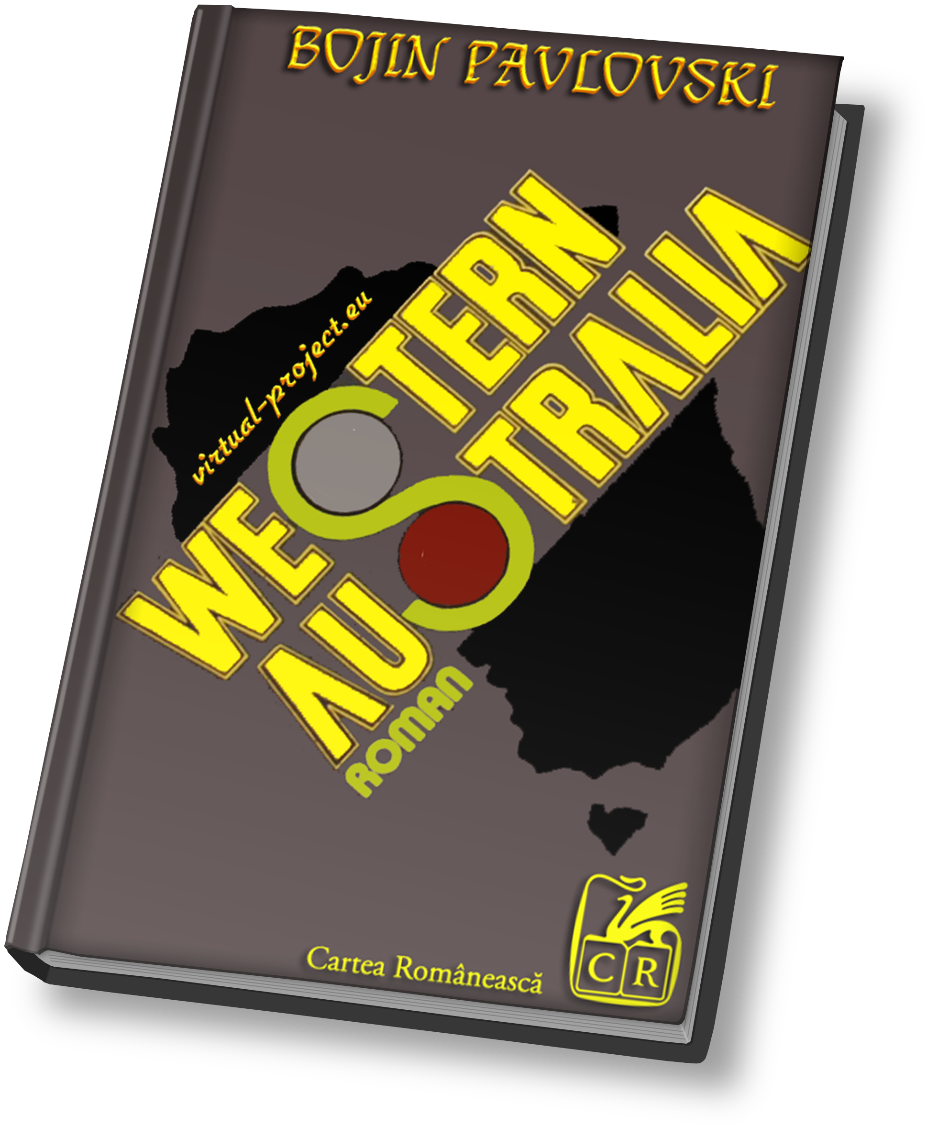 BOJIN PAVLOVSKI
virtual-project.eu
WESTERN
AUSTRALIA
ROMAN
Cartea Românească
CR